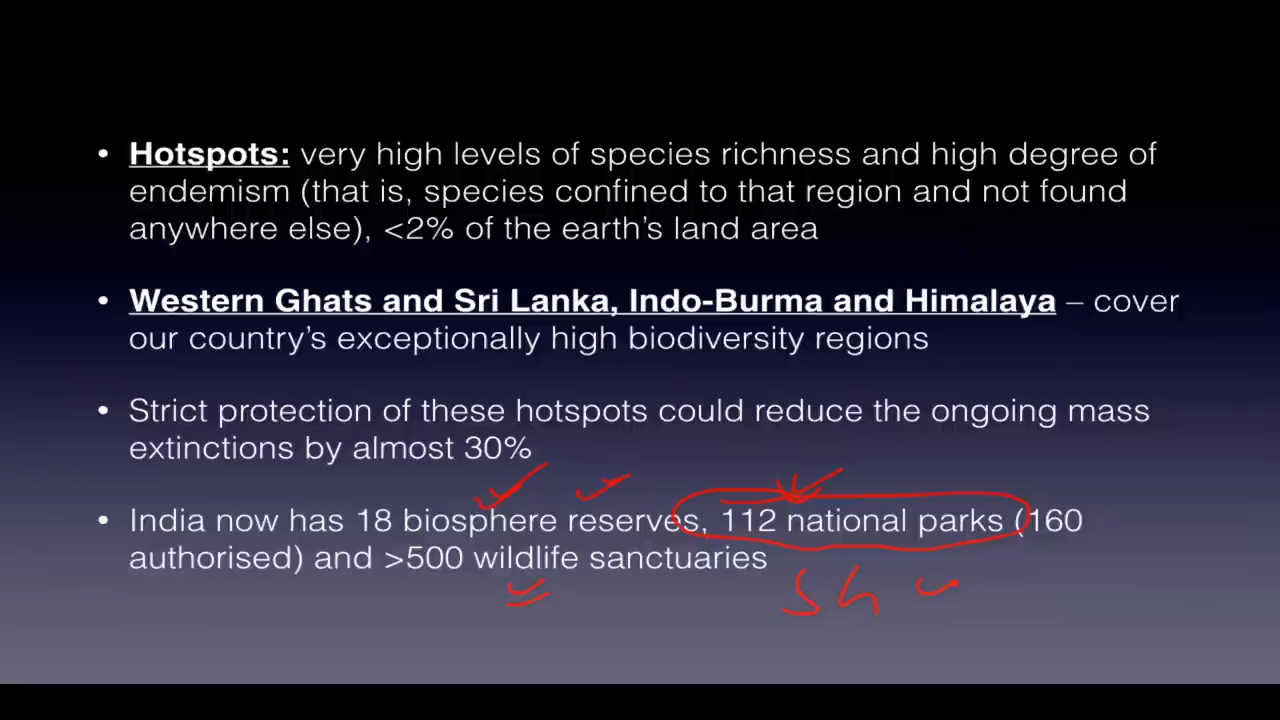 • Hotspots: very high levels of species richness and high degree of
endemism (that is, species confined to that region and not found
anywhere else), <2% of the earth's land area
• Western Ghats and Sri Lanka, Indo-Burma and Himalaya – cover
our country's exceptionally high biodiversity regions
• Strict protection of these hotspots could reduce the ongoing mass
extinctions by almost 30%
• India now has 18 biosphere reserves, 112 national parks (160
authorised) and >500 wildlife sanctuaries